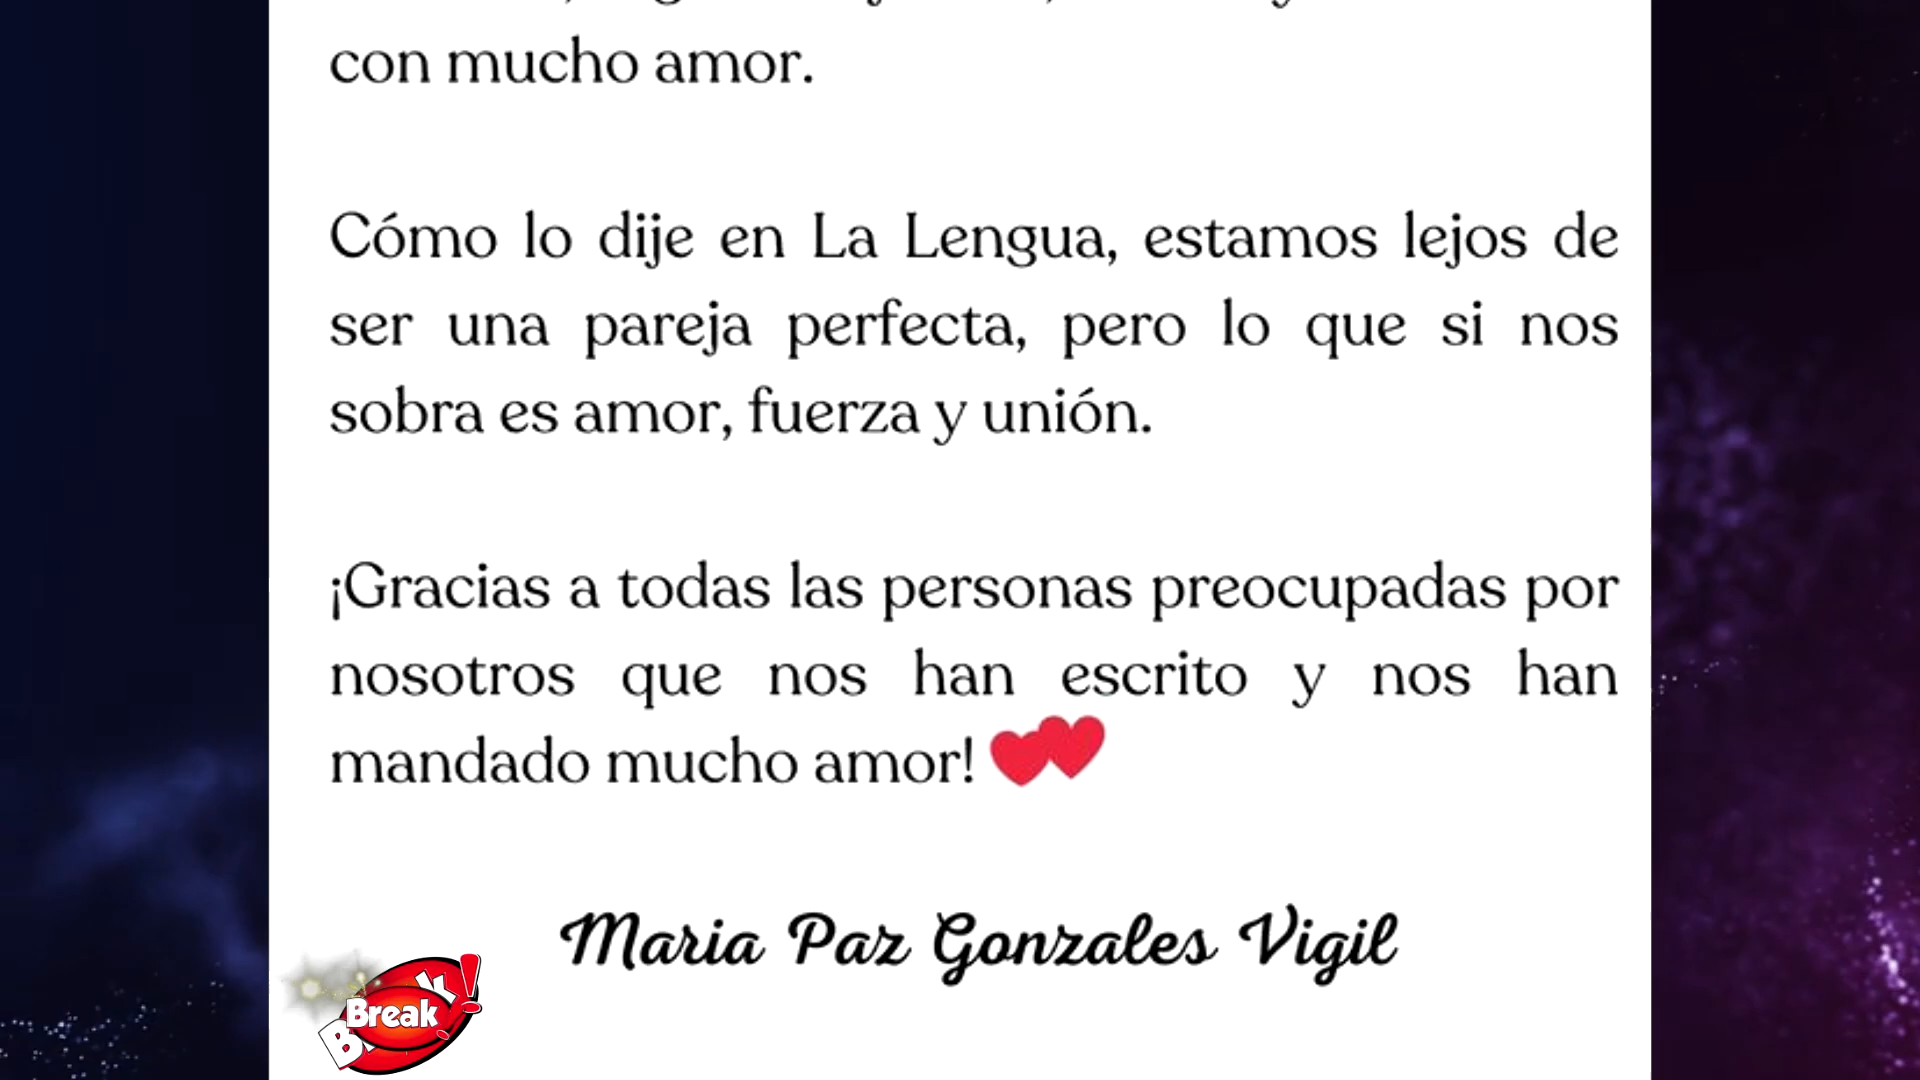 con mucho amor.
Cómo lo dije en La Lengua, estamos lejos de
ser una pareja perfecta, pero lo que si nos
sobra es amor, fuerza y unión.
¡Gracias a todas las personas preocupadas por
nosotros que nos han escrito y nos han
mandado mucho amor! ❤❤
Maria Paz Gonzales Vigil
Break